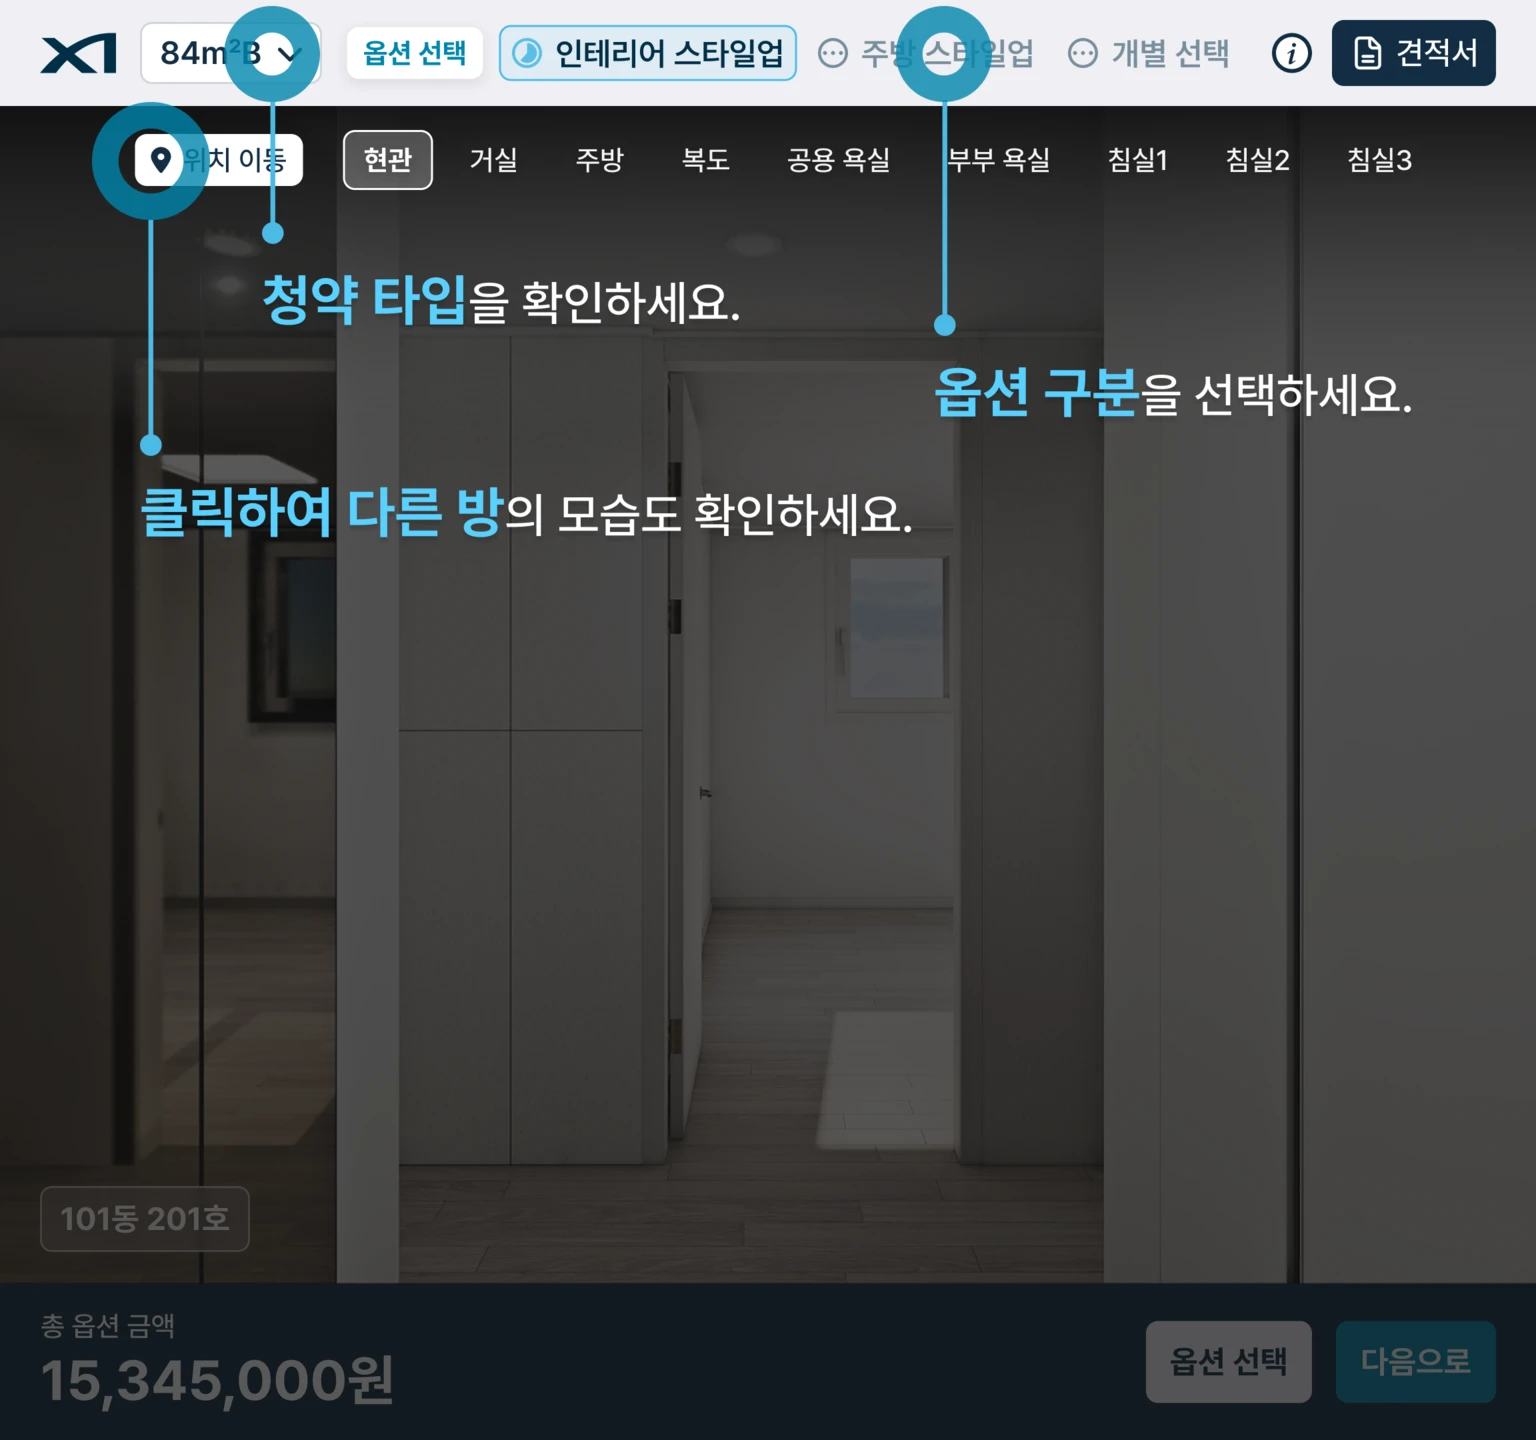 XI
84m²B
옵션 선택
인테리어 스타일업
주방 스타일업
개별 선택
i
견적서
위치 이동
현관
거실
주방
복도
공용 욕실
부부 욕실
침실1
침실2
침실3
청약 타입을 확인하세요.
옵션 구분을 선택하세요.
클릭하여 다른 방의 모습도 확인하세요.
101동 201호
총 옵션 금액
15,345,000원
옵션 선택
다음으로